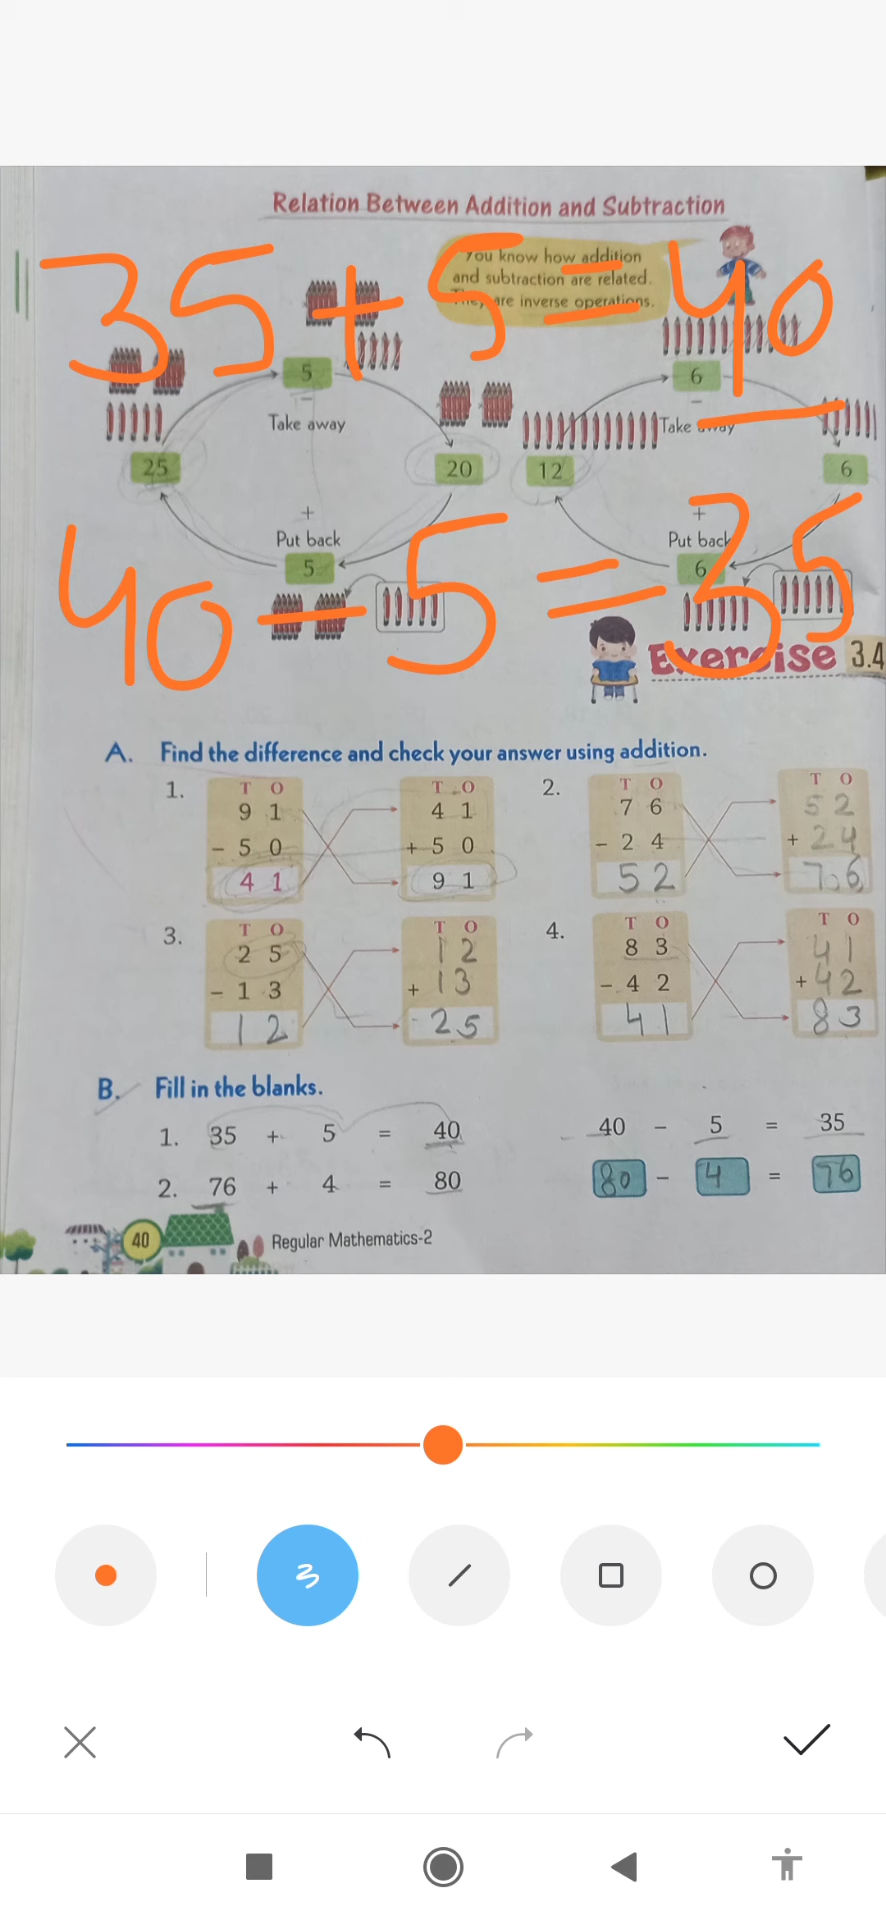 Relation Between Addition and Subtraction
You know how addition
and subtraction are related.
They are inverse operations.
35 + 5 = 40
5 6
− −
Take away Take away
25 20 12 6
+ +
Put back Put back
5 6
40 − 5 = 35
Exercise 3.4
A. Find the difference and check your answer using addition.
1. T O T O 2. T O T O
9 1 4 1 7 6 5 2
− 5 0 + 5 0 − 2 4 + 2 4
4 1 9 1 5 2 7 6
3. T O T O 4. T O T O
2 5 1 2 8 3 4 1
− 1 3 + 1 3 − 4 2 + 4 2
1 2 2 5 4 1 8 3
B. Fill in the blanks.
1. 35 + 5 = 40 40 − 5 = 35
2. 76 + 4 = 80 80 − 4 = 76
40 Regular Mathematics-2